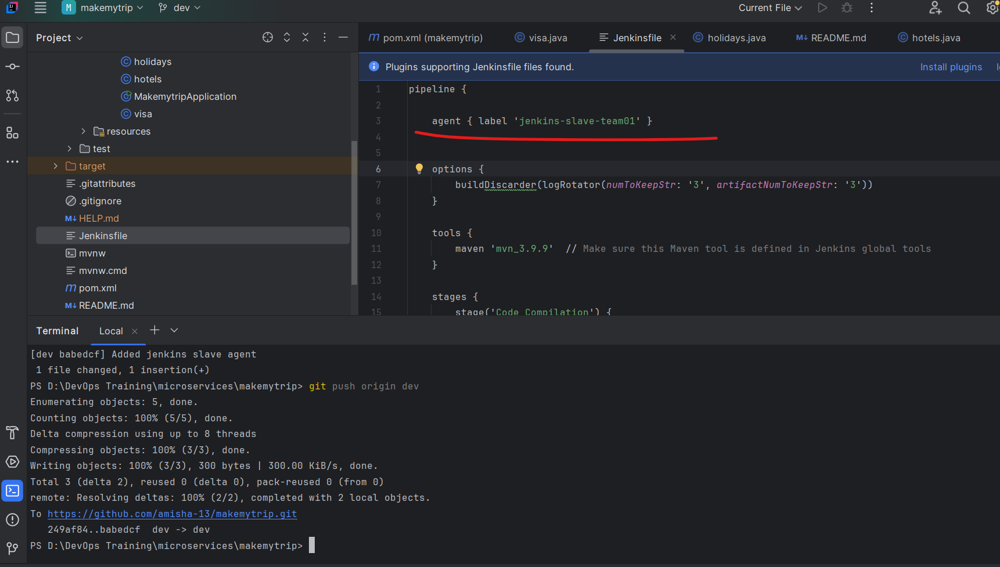 M makemytrip dev Current File
Project
pom.xml (makemytrip) visa.java Jenkinsfile holidays.java README.md hotels.java
Plugins supporting Jenkinsfile files found. Install plugins
holidays
hotels
MakemytripApplication
visa
resources
test
target
.gitattributes
.gitignore
HELP.md
Jenkinsfile
mvnw
mvnw.cmd
pom.xml
README.md
1 pipeline {
2
3 agent { label 'jenkins-slave-team01' }
4
5
6 options {
7 buildDiscarder(logRotator(numToKeepStr: '3', artifactNumToKeepStr: '3'))
8 }
9
10 tools {
11 maven 'mvn_3.9.9' // Make sure this Maven tool is defined in Jenkins global tools
12 }
13
14 stages {
15 stage('Code Compilation') {
Terminal Local
[dev babedcf] Added jenkins slave agent
1 file changed, 1 insertion(+)
PS D:\DevOps Training\microservices\makemytrip> git push origin dev
Enumerating objects: 5, done.
Counting objects: 100% (5/5), done.
Delta compression using up to 8 threads
Compressing objects: 100% (3/3), done.
Writing objects: 100% (3/3), 300 bytes | 300.00 KiB/s, done.
Total 3 (delta 2), reused 0 (delta 0), pack-reused 0 (from 0)
remote: Resolving deltas: 100% (2/2), completed with 2 local objects.
To https://github.com/amisha-13/makemytrip.git
249af84..babedcf dev -> dev
PS D:\DevOps Training\microservices\makemytrip>